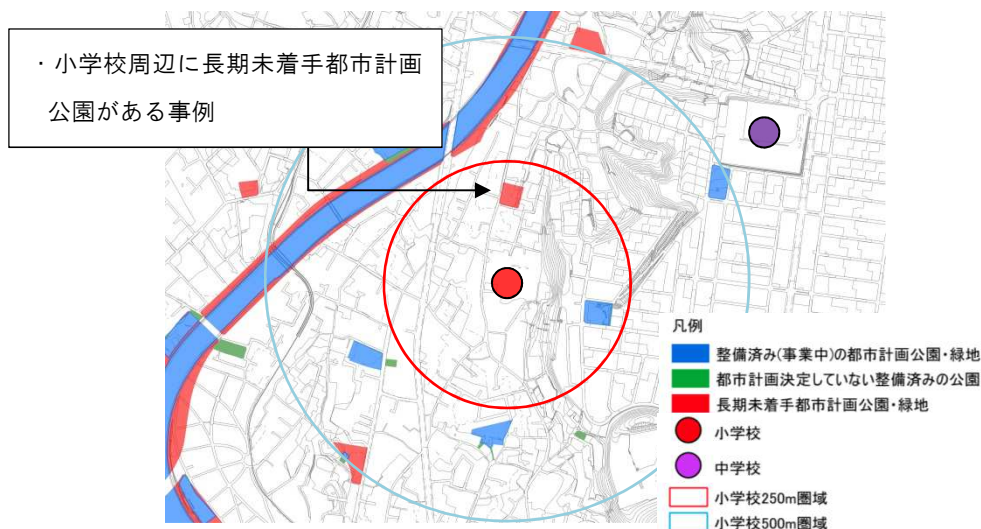 ・小学校周辺に長期未着手都市計画
公園がある事例
凡例
整備済み(事業中)の都市計画公園・緑地
都市計画決定していない整備済みの公園
長期未着手都市計画公園・緑地
小学校
中学校
小学校250m圏域
小学校500m圏域